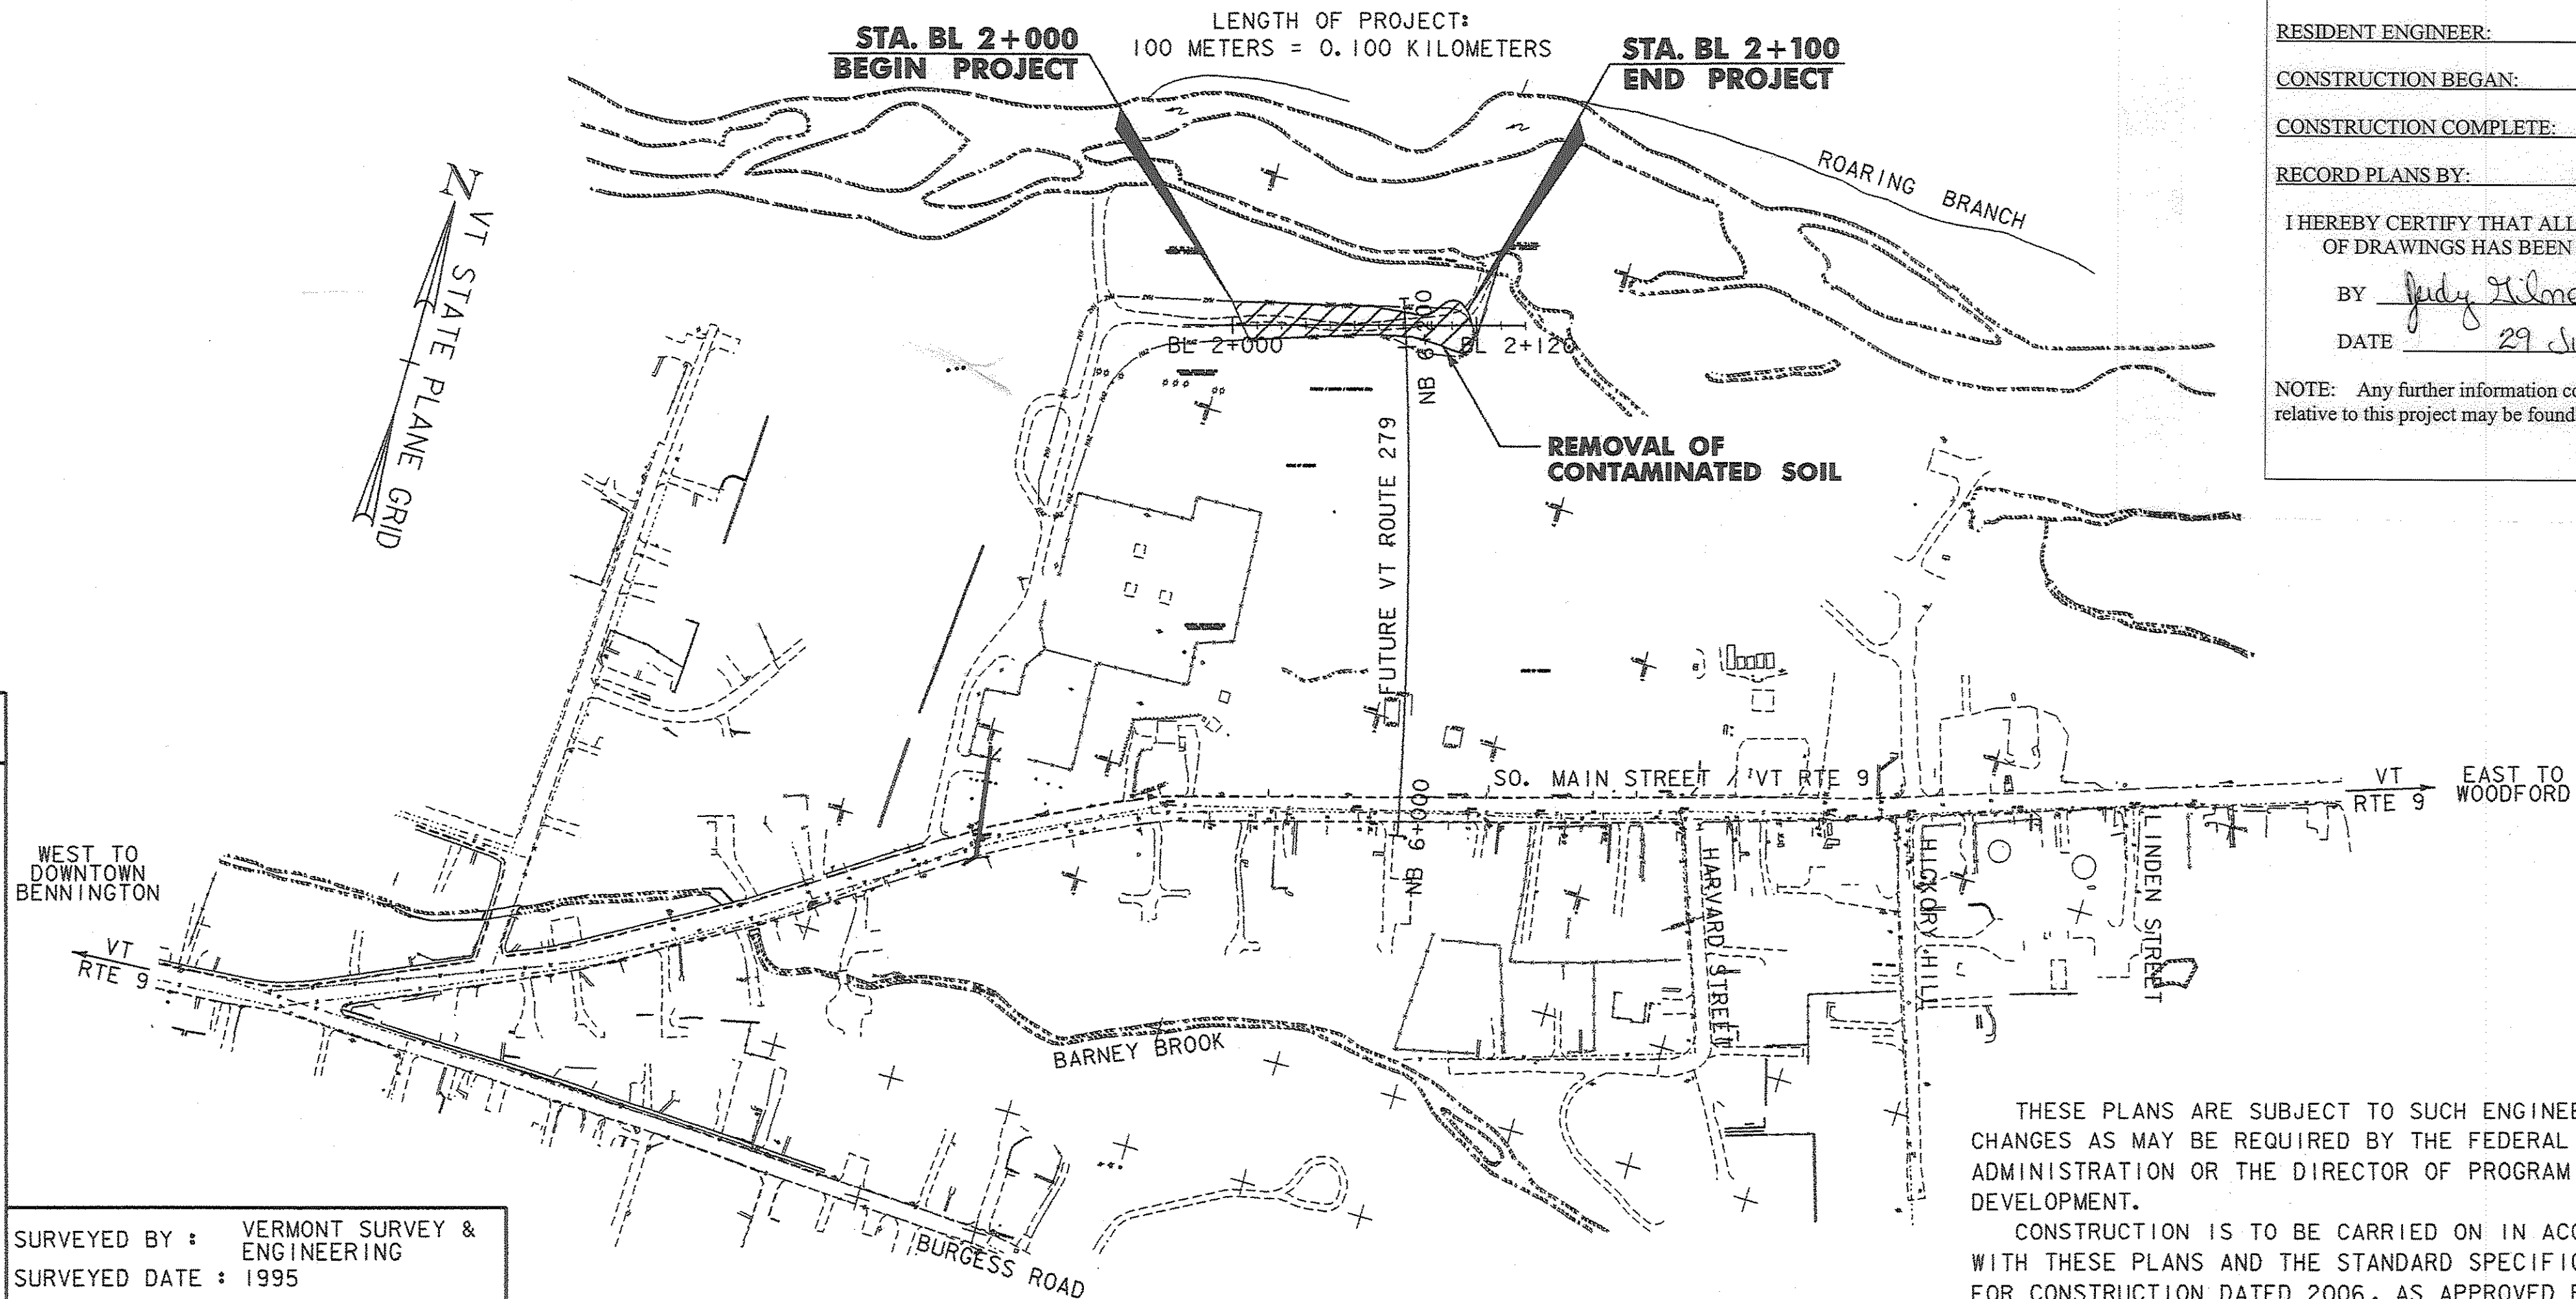 LENGTH OF PROJECT:
100 METERS = 0.100 KILOMETERS
STA. BL 2+000
BEGIN PROJECT
STA. BL 2+100
END PROJECT
RESIDENT ENGINEER:
CONSTRUCTION BEGAN:
CONSTRUCTION COMPLETE:
RECORD PLANS BY:
I HEREBY CERTIFY THAT ALL
OF DRAWINGS HAS BEEN
BY Judy
DATE 29
NOTE: Any further information
relative to this project may be found
ROARING BRANCH
N
VT STATE PLANE GRID
BL 2+000
BL 2+120
NB 6+200
REMOVAL OF
CONTAMINATED SOIL
FUTURE VT ROUTE 279
SO. MAIN STREET / VT RTE 9
VT
RTE 9
EAST TO
WOODFORD
NB 6+000
HARVARD STREET
HICKORY HILL
LINDEN STREET
WEST TO
DOWNTOWN
BENNINGTON
VT
RTE 9
BARNEY BROOK
BURGESS ROAD
SURVEYED BY : VERMONT SURVEY &
ENGINEERING
SURVEYED DATE : 1995
THESE PLANS ARE SUBJECT TO SUCH
CHANGES AS MAY BE REQUIRED BY THE FEDERAL
ADMINISTRATION OR THE DIRECTOR OF PROGRAM
DEVELOPMENT.
CONSTRUCTION IS TO BE CARRIED ON IN
WITH THESE PLANS AND THE STANDARD
FOR CONSTRUCTION DATED 2006, AS APPROVED